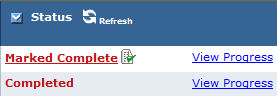 Status Refresh
Marked Complete View Progress
Completed View Progress